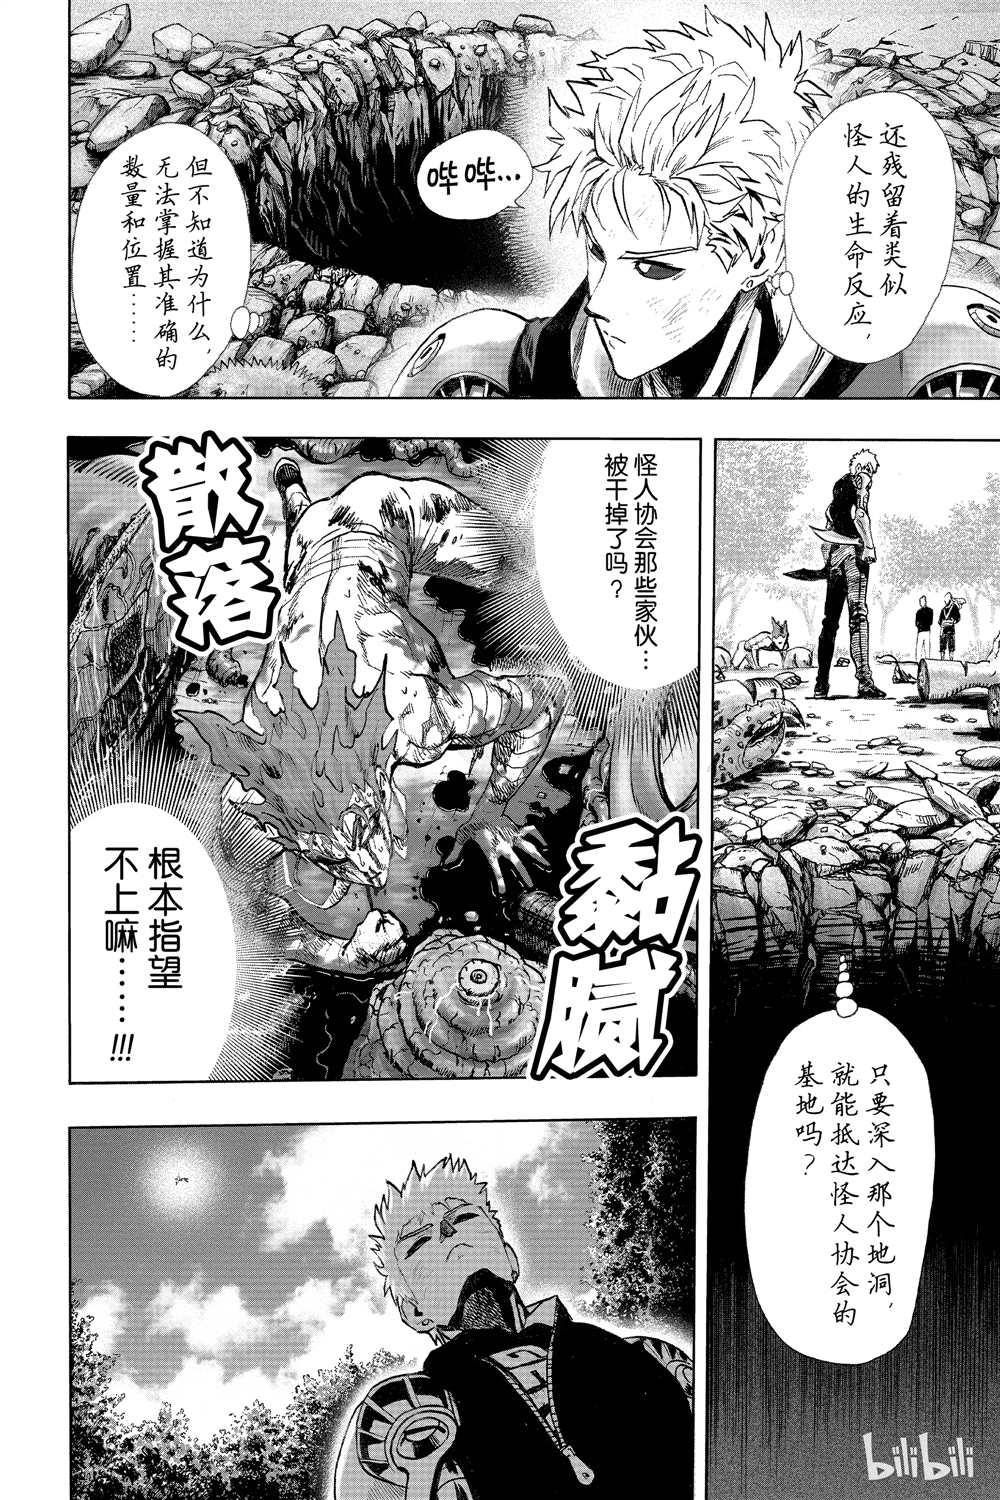 还残留着类似
怪人的生命反应，
哔哔…
但不知道为什么，
无法掌握其准确的
数量和位置……
只要深入那个地洞，
就能抵达怪人协会的
基地吗？
怪人协会那些家伙…
被干掉了吗？
散落
黏腻
根本指望
不上嘛……!!!
bilibili